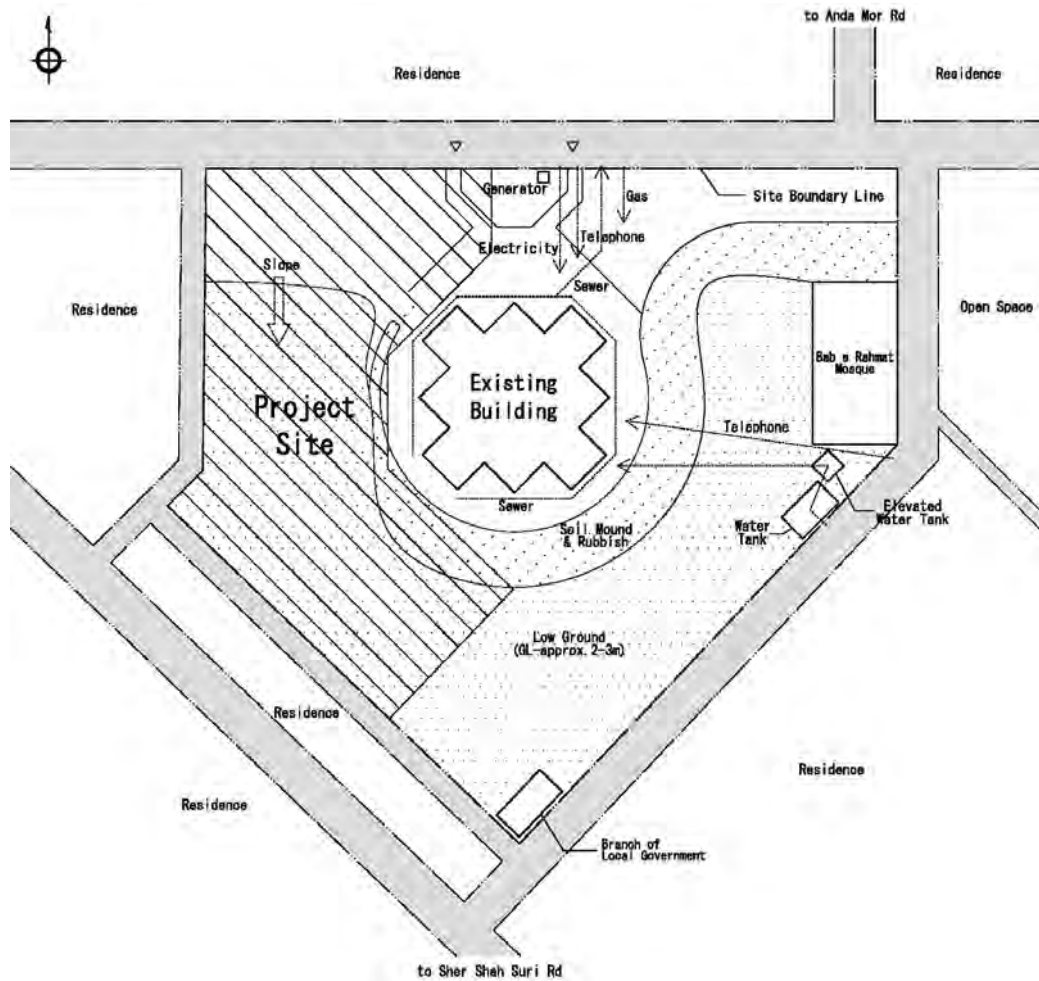 to Anda Mor Rd
Residence
Residence
Generator
Gas
Site Boundary Line
Electricity
Telephone
Slope
Sewer
Residence
Open Space
Existing
Building
Bab e Rahmat
Mosque
Project
Site
Telephone
Sewer
Soil Mound
& Rubbish
Water
Tank
Elevated
Water Tank
Low Ground
(GL-approx. 2-3m)
Residence
Residence
Residence
Branch of
Local Government
to Sher Shah Suri Rd